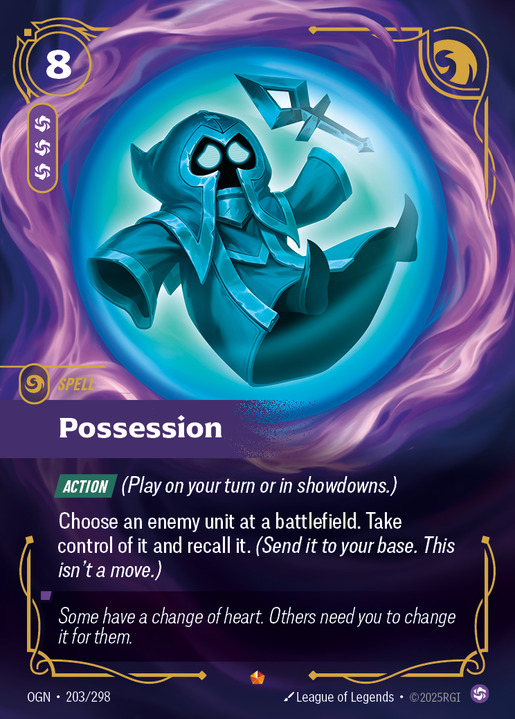 8
SPELL
Possession
ACTION (Play on your turn or in showdowns.)
Choose an enemy unit at a battlefield. Take
control of it and recall it. (Send it to your base. This
isn't a move.)
Some have a change of heart. Others need you to change
it for them.
OGN • 203/298
League of Legends • ©2025RGI